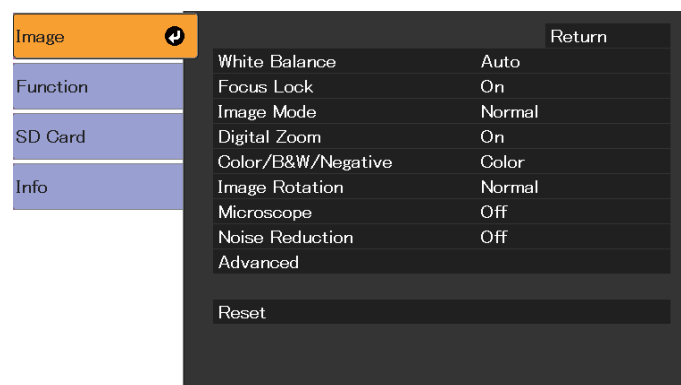 Image
Function
SD Card
Info
Return
White Balance Auto
Focus Lock On
Image Mode Normal
Digital Zoom On
Color/B&W/Negative Color
Image Rotation Normal
Microscope Off
Noise Reduction Off
Advanced
Reset